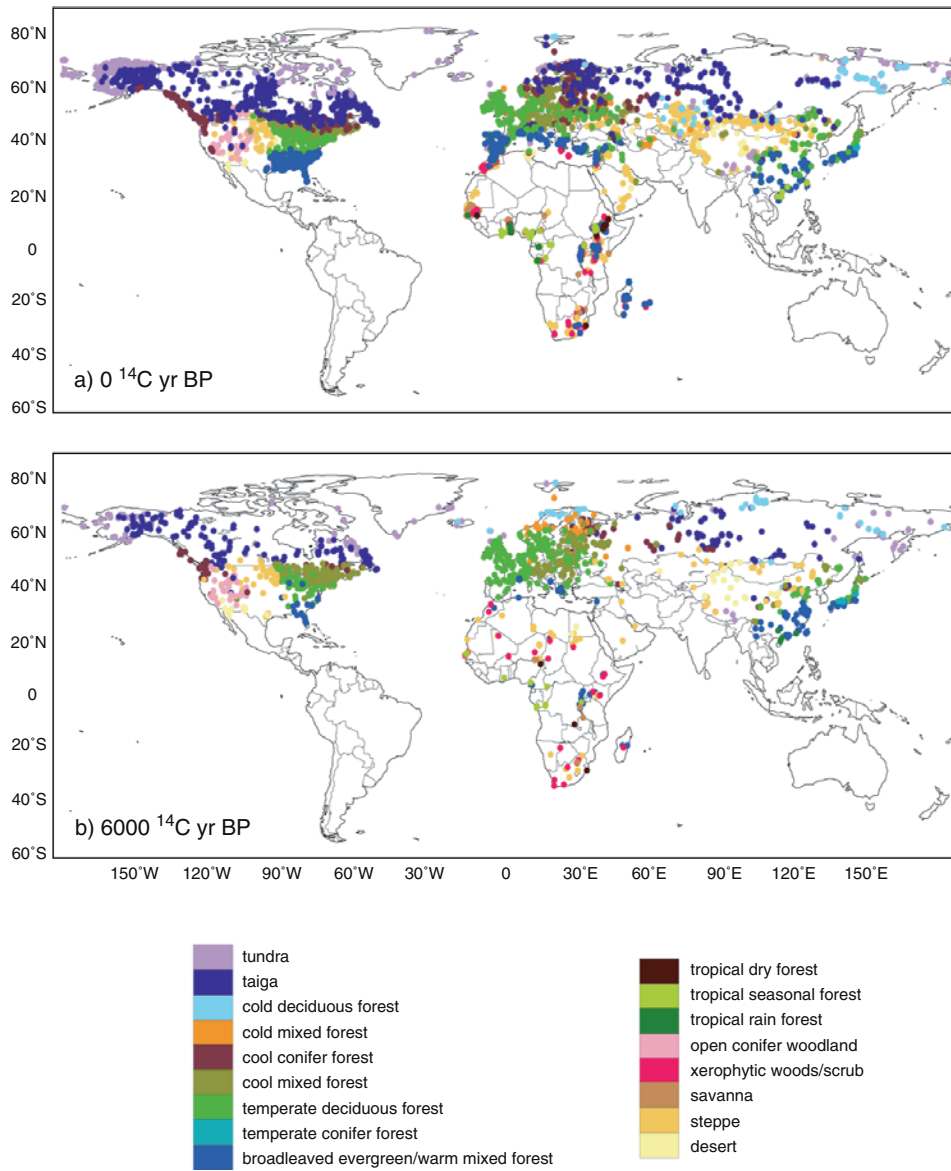 80˚N
60˚N
40˚N
20˚N
0
20˚S
40˚S
60˚S
a) 0 ¹⁴C yr BP
80˚N
60˚N
40˚N
20˚N
0
20˚S
40˚S
60˚S
b) 6000 ¹⁴C yr BP
150˚W 120˚W 90˚W 60˚W 30˚W 0 30˚E 60˚E 90˚E 120˚E 150˚E
tundra
taiga
cold deciduous forest
cold mixed forest
cool conifer forest
cool mixed forest
temperate deciduous forest
temperate conifer forest
broadleaved evergreen/warm mixed forest
tropical dry forest
tropical seasonal forest
tropical rain forest
open conifer woodland
xerophytic woods/scrub
savanna
steppe
desert